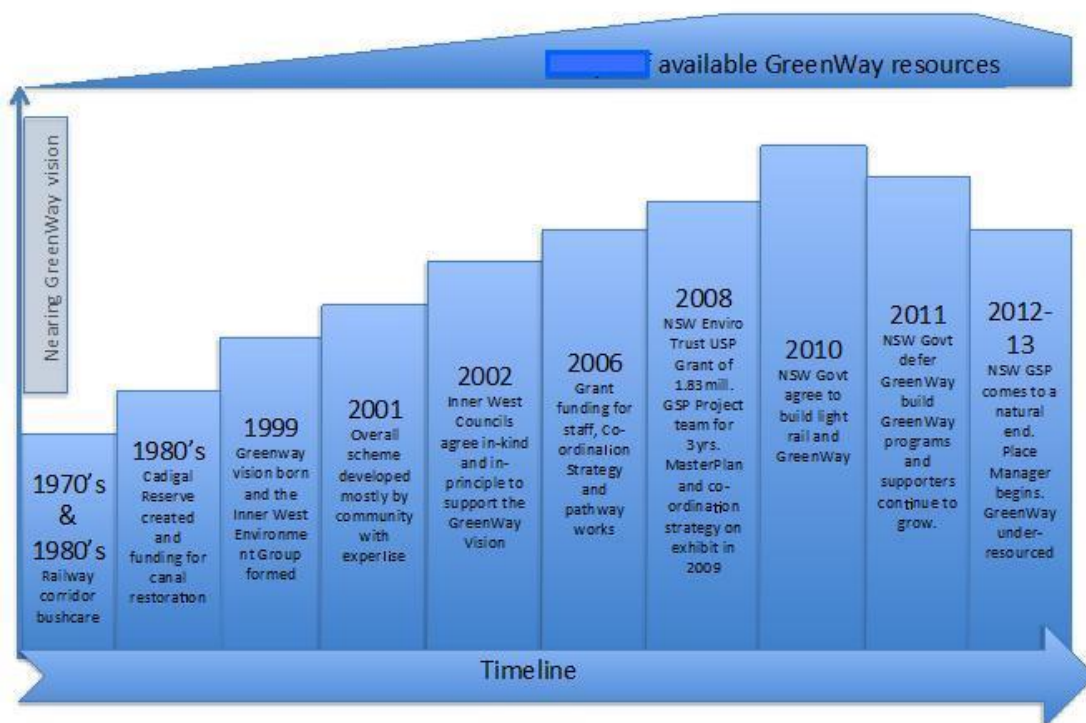 available GreenWay resources
Nearing GreenWay vision
1970's
&
1980's
Railway
corridor
bushcare
1980's
Cadigal
Reserve
created
and
funding for
canal
restoration
1999
Greenway
vision born
and the
Inner West
Environme
nt Group
formed
2001
Overall
scheme
developed
mostly by
community
with
expertise
2002
Inner West
Councils
agree in-kind
and in-
principle to
support the
GreenWay
Vision
2006
Grant
funding for
staff, Co-
ordination
Strategy
and
pathway
works
2008
NSW Enviro
Trust USP
Grant of
1.83 mill.
GSP Project
team for
3yrs.
MasterPlan
and co-
ordination
strategy on
exhibit in
2009
2010
NSW Govt
agree to
build light
rail and
GreenWay
2011
NSW Govt
defer
GreenWay
build
GreenWay
programs
and
supporters
continue to
grow.
2012-
13
NSW GSP
comes to a
natural
end.
Place
Manager
begins.
GreenWay
under-
resourced
Timeline